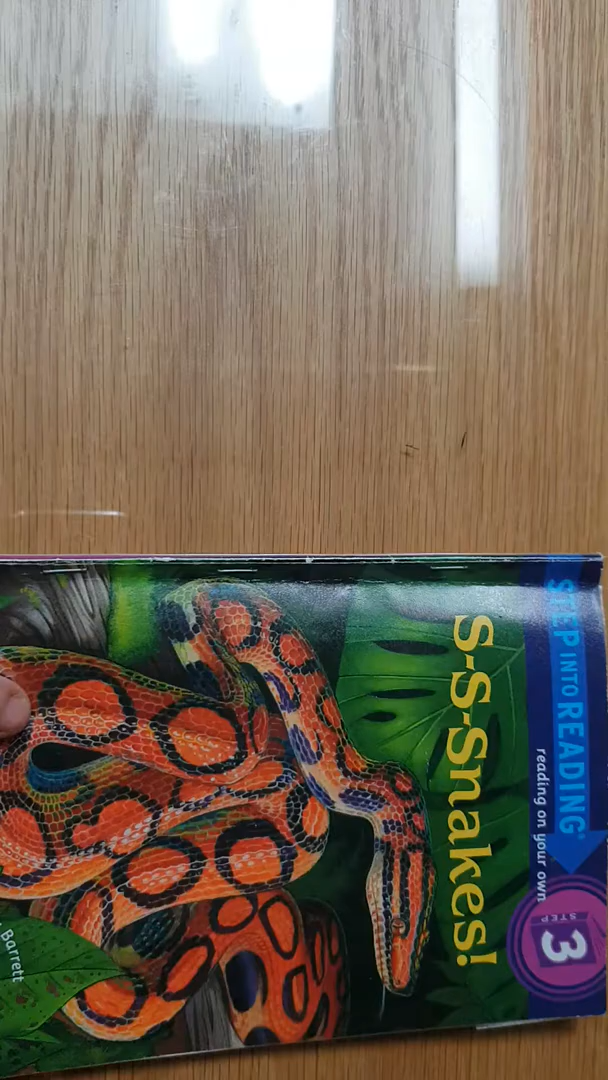 STEP INTO READING®
reading on your own
STEP
3
S-S-Snakes!
Barrett